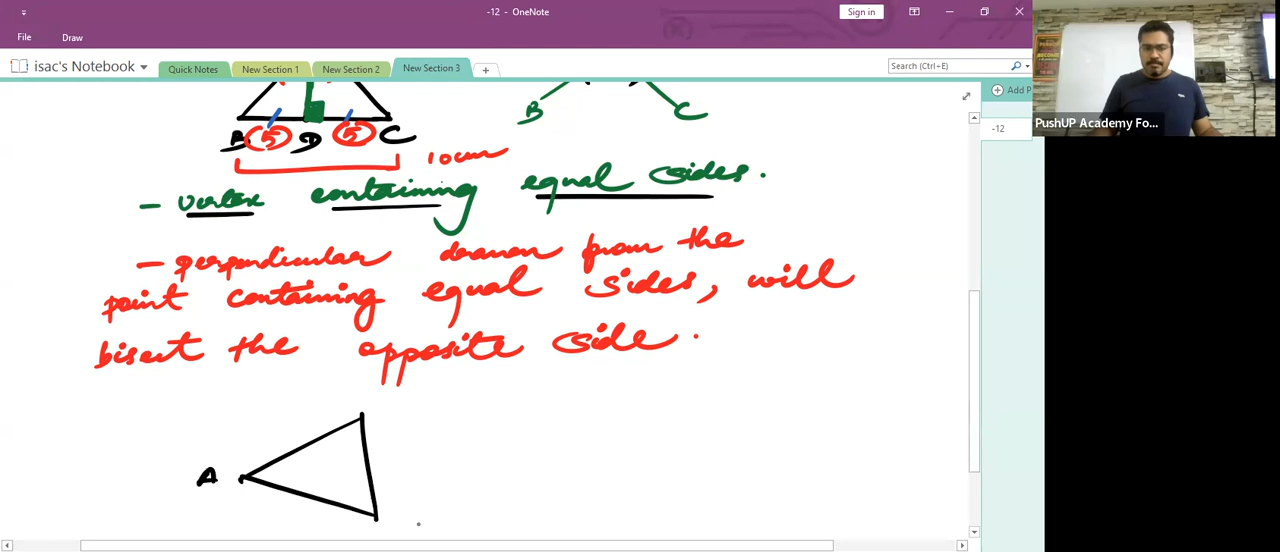 -12 - OneNote
Sign in
File
Draw
isac's Notebook
Quick Notes
New Section 1
New Section 2
New Section 3
Search (Ctrl+E)
Add P
-12
PushUP Academy Fo...
B
C
B 5 D 5 C
10cm
- vertex containing equal sides.
- perpendicular drawn from the
point containing equal sides, will
bisect the opposite side.
A